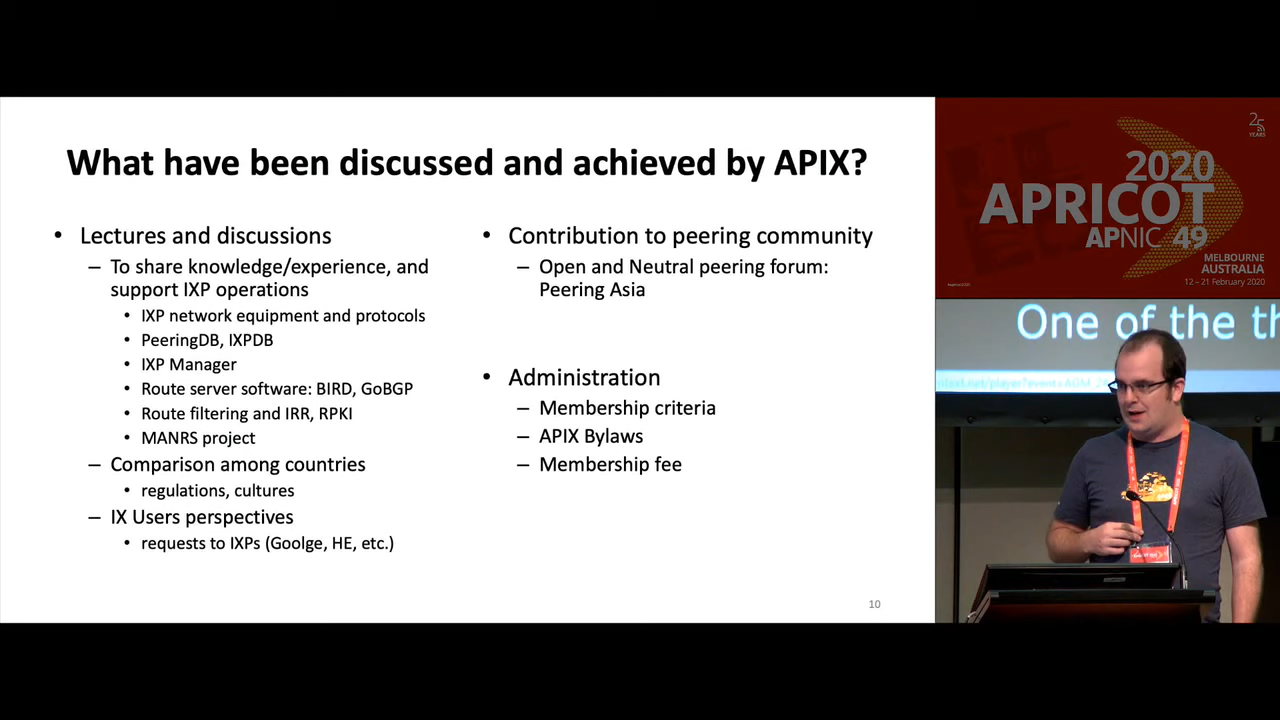 What have been discussed and achieved by APIX?
• Lectures and discussions
– To share knowledge/experience, and
support IXP operations
• IXP network equipment and protocols
• PeeringDB, IXPDB
• IXP Manager
• Route server software: BIRD, GoBGP
• Route filtering and IRR, RPKI
• MANRS project
– Comparison among countries
• regulations, cultures
– IX Users perspectives
• requests to IXPs (Goolge, HE, etc.)
• Contribution to peering community
– Open and Neutral peering forum:
Peering Asia
• Administration
– Membership criteria
– APIX Bylaws
– Membership fee
10
25
YEARS
2020
APRICOT
APNIC 49
MELBOURNE
AUSTRALIA
12 – 21 February 2020
One of the th